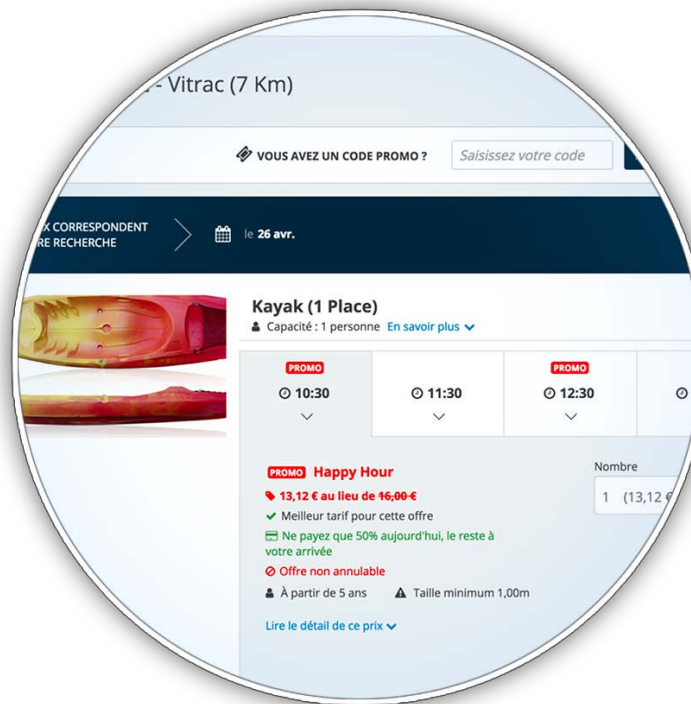 - Vitrac (7 Km)
VOUS AVEZ UN CODE PROMO ?
Saisissez votre code
CORRESPONDENT
RECHERCHE
le 26 avr.
Kayak (1 Place)
Capacité : 1 personne En savoir plus
PROMO
10:30
11:30
PROMO
12:30
PROMO Happy Hour
13,12 € au lieu de 16,00 €
Meilleur tarif pour cette offre
Ne payez que 50% aujourd'hui, le reste à
votre arrivée
Offre non annulable
À partir de 5 ans Taille minimum 1,00m
Lire le détail de ce prix
Nombre
1 (13,12 €